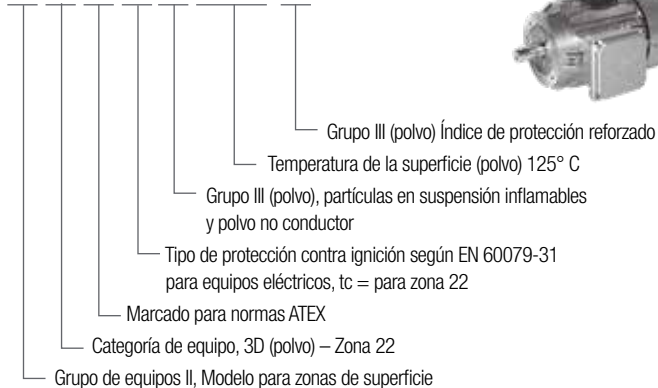 Grupo III (polvo) Índice de protección reforzado
Temperatura de la superficie (polvo) 125° C
Grupo III (polvo), partículas en suspensión inflamables
y polvo no conductor
Tipo de protección contra ignición según EN 60079-31
para equipos eléctricos, tc = para zona 22
Marcado para normas ATEX
Categoría de equipo, 3D (polvo) – Zona 22
Grupo de equipos II, Modelo para zonas de superficie